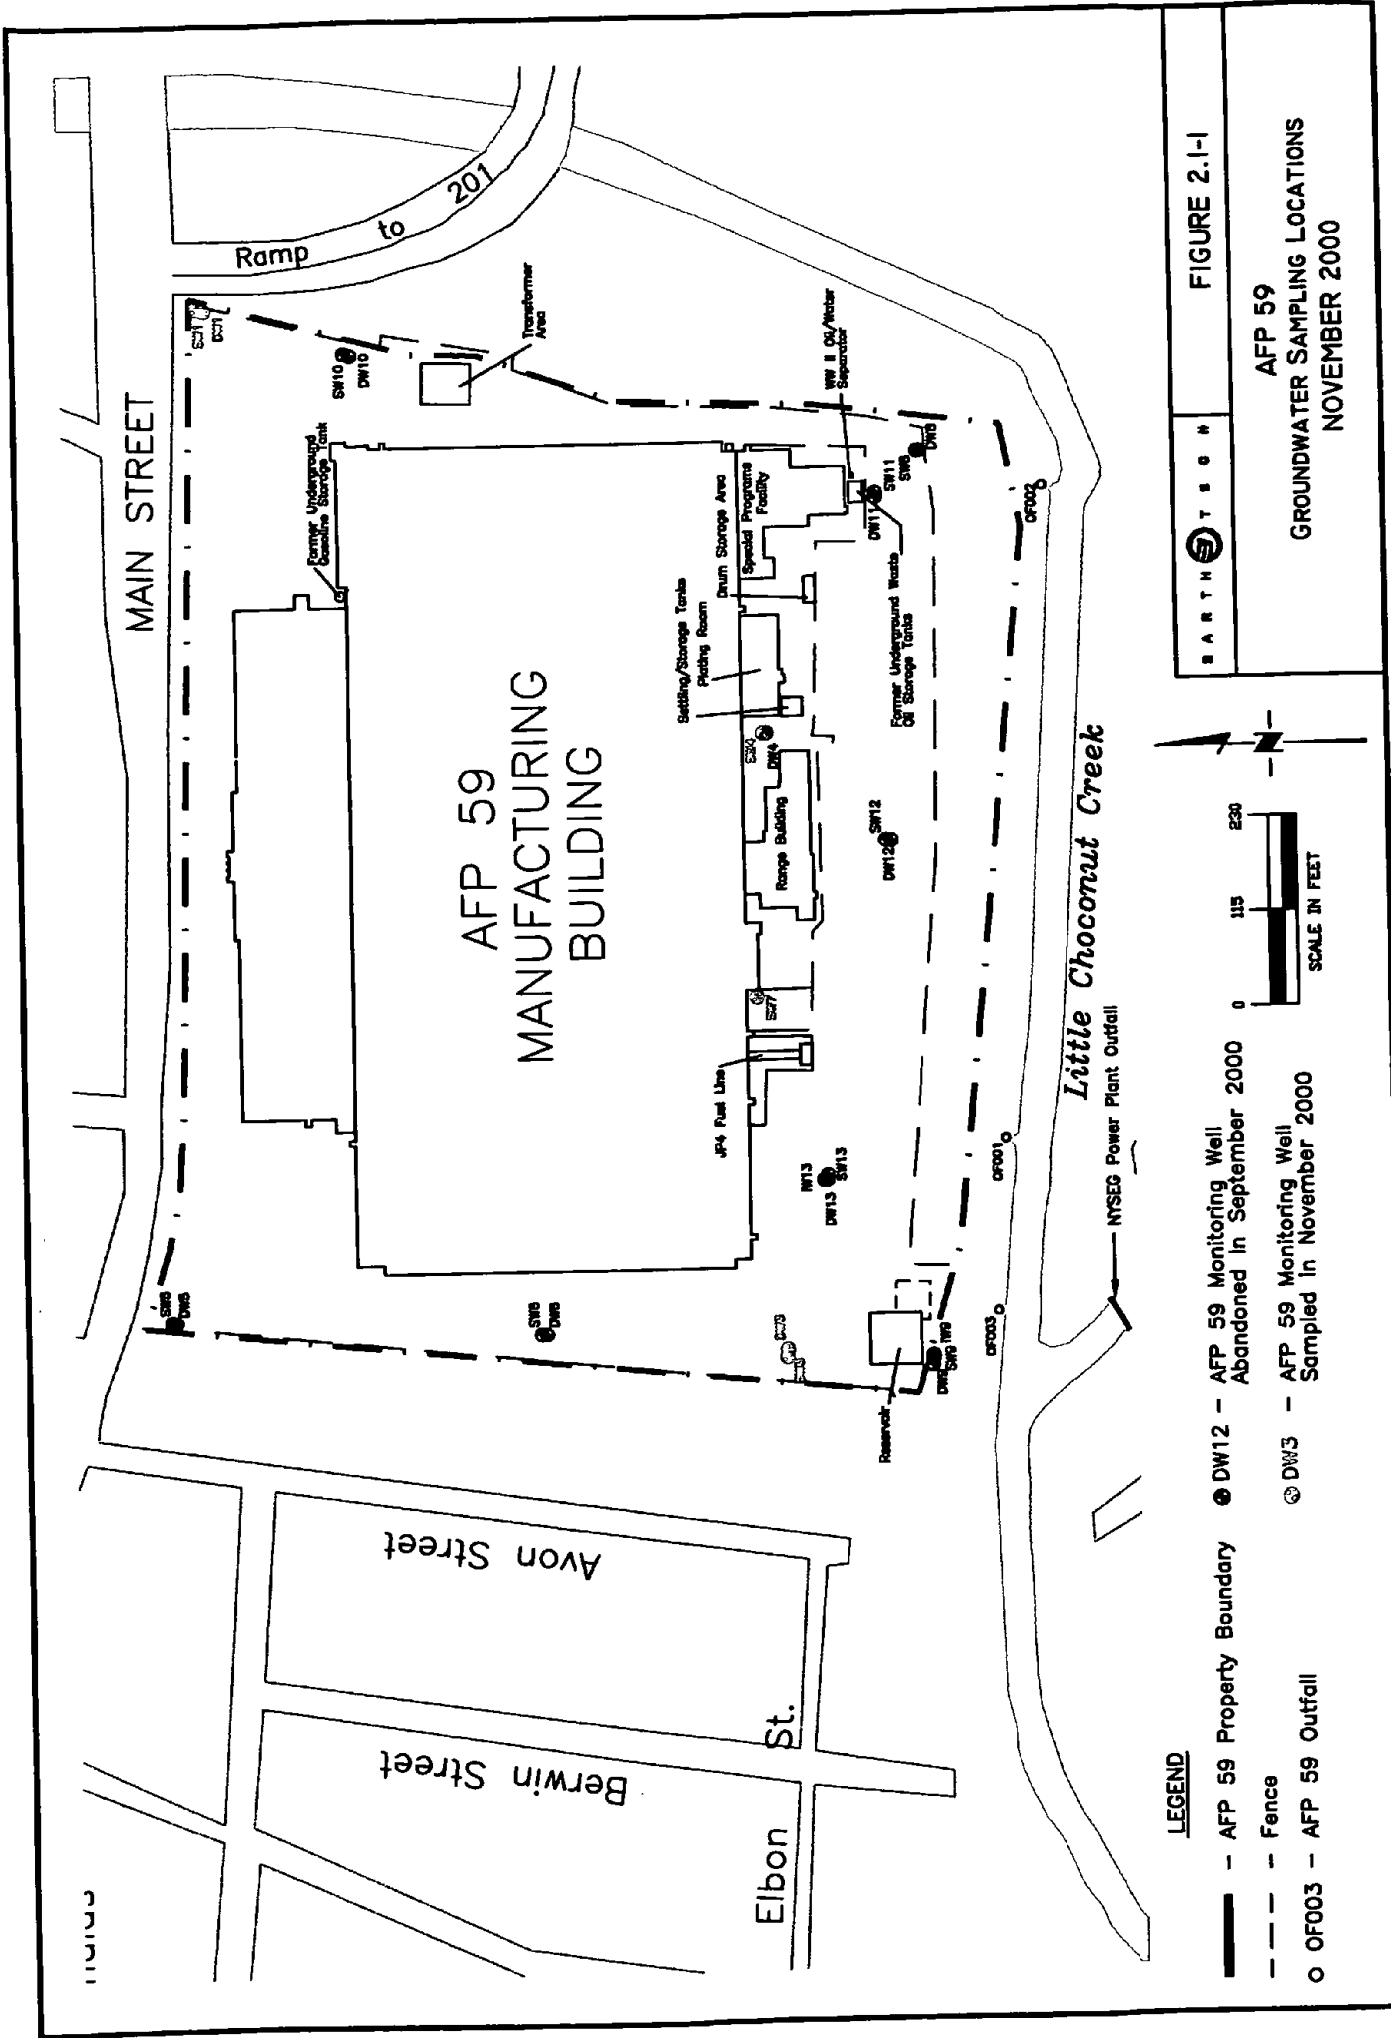 MAIN STREET
Ramp to 201
SW10
DW10
Transformer
Area
Former Underground
Gasoline Storage Tank
AFP 59
MANUFACTURING
BUILDING
Settling/Storage Tanks
Plating Room
Drum Storage Area
Special Programs
Facility
WW II Oil/Water
Separator
DW11
SW11
DW4
Range Building
DW12
SW12
Former Underground Waste
Oil Storage Tanks
JP4 Fuel Line
IW13
DW13
SW13
Reservoir
SW9
IW9
OF001
OF002
OF003
Little Choconut Creek
NYSEG Power Plant Outfall
Avon Street
Berwin Street
Elbon St.
LEGEND
- AFP 59 Property Boundary
- Fence
OF003 - AFP 59 Outfall
DW12 - AFP 59 Monitoring Well
Abandoned In September 2000
DW3 - AFP 59 Monitoring Well
Sampled In November 2000
0 115 230
SCALE IN FEET
N
EARTH TECH
FIGURE 2.1-1
AFP 59
GROUNDWATER SAMPLING LOCATIONS
NOVEMBER 2000